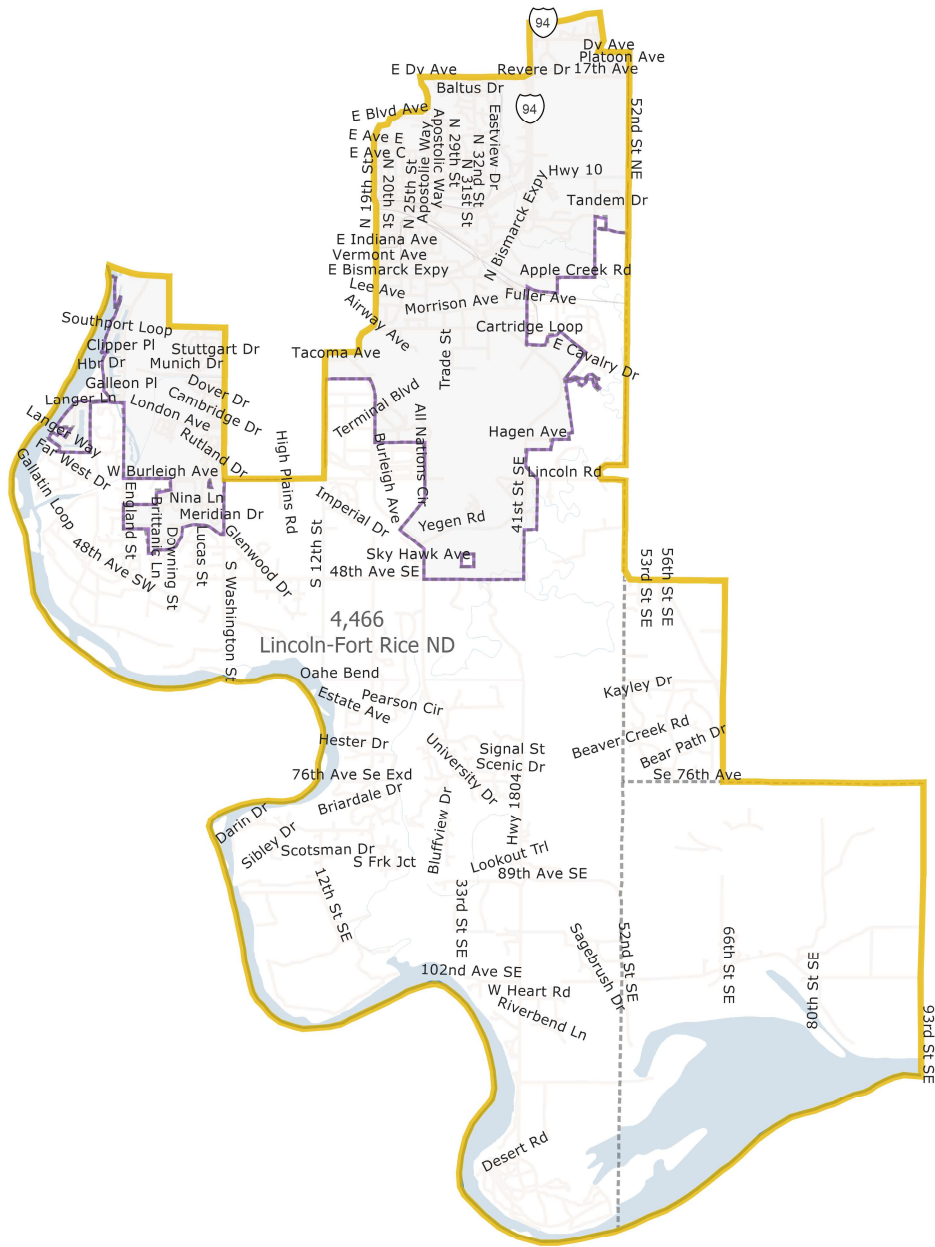 94
Dv Ave
Platoon Ave
E Dv Ave
Revere Dr
17th Ave
Baltus Dr
94
E Blvd Ave
52nd St NE
E Ave E
E Ave C
N 19th St
N 20th St
N 25th St
Apostolie Way
Apostolic Way
N 29th St
N 31st St
N 32nd St
Eastview Dr
Hwy 10
Tandem Dr
N Bismarck Expy
E Indiana Ave
Vermont Ave
E Bismarck Expy
Apple Creek Rd
Lee Ave
Morrison Ave
Fuller Ave
Airway Ave
Cartridge Loop
Southport Loop
Clipper Pl
Stuttgart Dr
Tacoma Ave
Trade St
E Cavalry Dr
Hbr Dr
Munich Dr
Galleon Pl
Dover Dr
Langer Ln
London Ave
Cambridge Dr
Terminal Blvd
Langer Way
Rutland Dr
High Plains Rd
Burleigh Ave
All Nations Cir
Hagen Ave
Far West Dr
Gallatin Loop
W Burleigh Ave
Lincoln Rd
41st St SE
England St
Brittanic Ln
Nina Ln
Meridian Dr
Imperial Dr
Yegen Rd
Downing St
Lucas St
Glenwood Dr
S 12th St
48th Ave SW
Sky Hawk Ave
48th Ave SE
53rd St SE
56th St SE
S Washington St
4,466
Lincoln-Fort Rice ND
Oahe Bend
Estate Ave
Pearson Cir
Kayley Dr
Hester Dr
University Dr
Signal St
Scenic Dr
Beaver Creek Rd
Bear Path Dr
76th Ave Se Exd
Se 76th Ave
Hwy 1804
Briardale Dr
Darin Dr
Sibley Dr
Scotsman Dr
S Frk Jct
Bluffview Dr
Lookout Trl
89th Ave SE
12th St SE
33rd St SE
Sagebrush Dr
52nd St SE
66th St SE
80th St SE
102nd Ave SE
W Heart Rd
Riverbend Ln
93rd St SE
Desert Rd